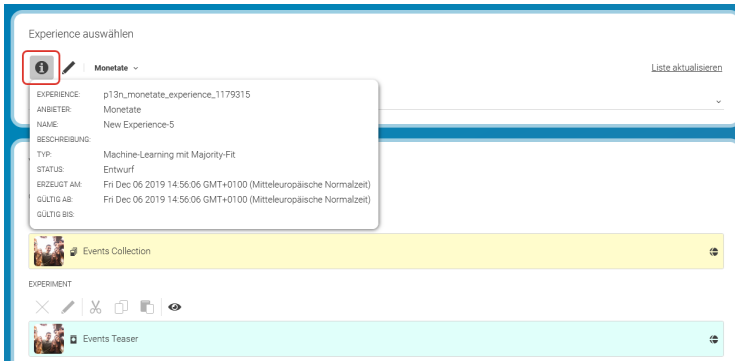 Experience auswählen
Monetate
Liste aktualisieren
EXPERIENCE: p13n_monetate_experience_1179315
ANBIETER: Monetate
NAME: New Experience-5
BESCHREIBUNG:
TYP: Machine-Learning mit Majority-Fit
STATUS: Entwurf
ERZEUGT AM: Fri Dec 06 2019 14:56:06 GMT+0100 (Mitteleuropäische Normalzeit)
GÜLTIG AB: Fri Dec 06 2019 14:56:06 GMT+0100 (Mitteleuropäische Normalzeit)
GÜLTIG BIS:
Events Collection
EXPERIMENT
Events Teaser